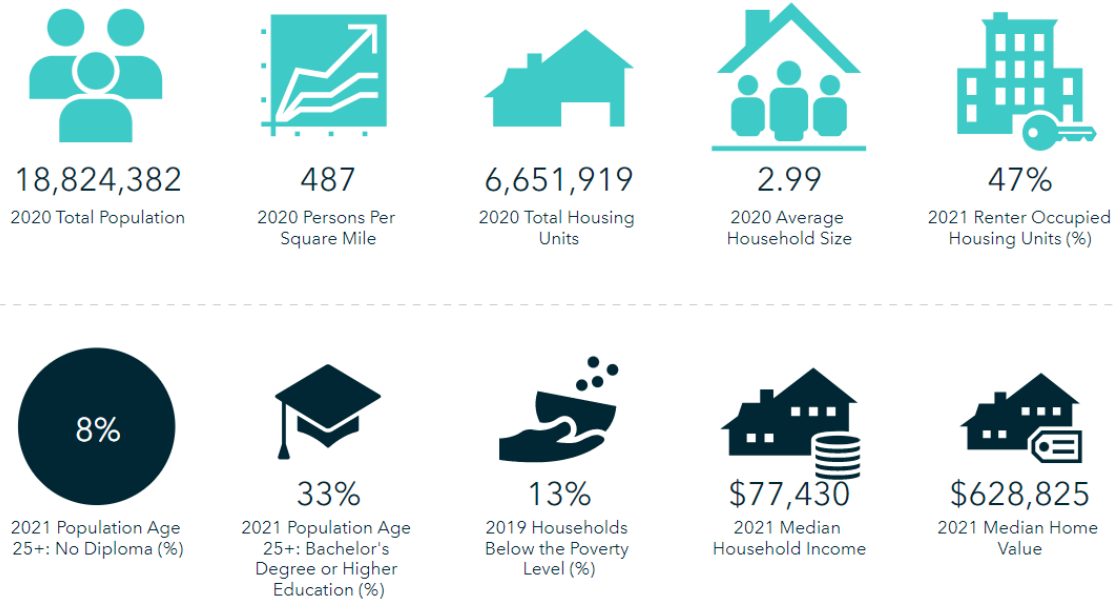 18,824,382
2020 Total Population
487
2020 Persons Per
Square Mile
6,651,919
2020 Total Housing
Units
2.99
2020 Average
Household Size
47%
2021 Renter Occupied
Housing Units (%)
8%
2021 Population Age
25+: No Diploma (%)
33%
2021 Population Age
25+: Bachelor's
Degree or Higher
Education (%)
13%
2019 Households
Below the Poverty
Level (%)
$77,430
2021 Median
Household Income
$628,825
2021 Median Home
Value